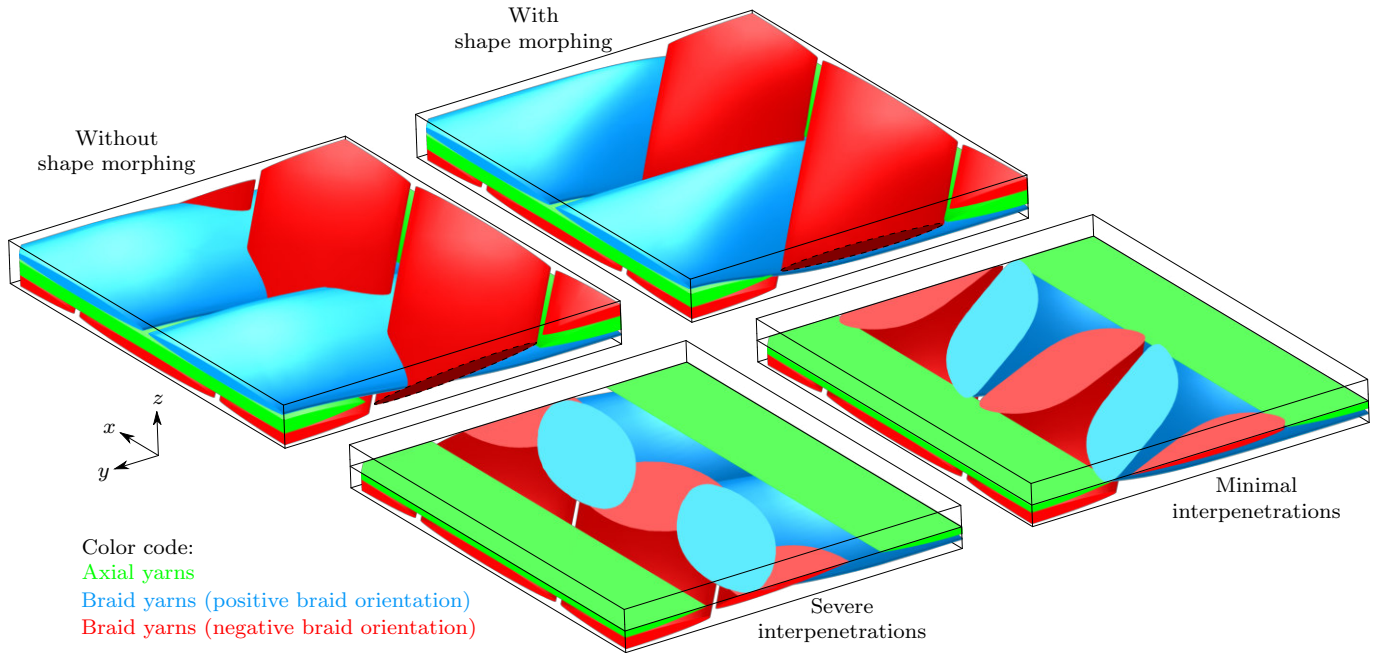 With
shape morphing
Without
shape morphing
z
x
y
Minimal
interpenetrations
Color code:
Axial yarns
Braid yarns (positive braid orientation)
Braid yarns (negative braid orientation)
Severe
interpenetrations